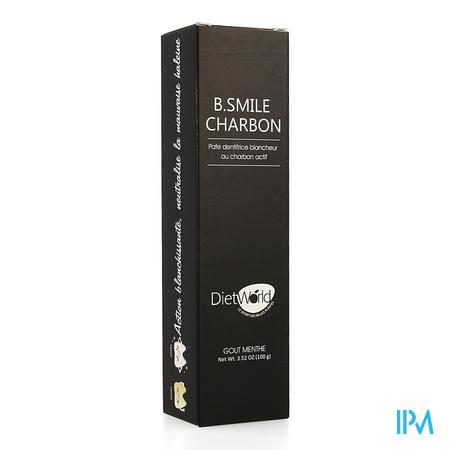 B.SMILE
CHARBON
Pate dentifrice blancheur
au charbon actif
DietWorld
GOUT MENTHE
Net Wt. 3.52 OZ (100 g)
Action blanchissante, neutralise la mauvaise haleine
IPM